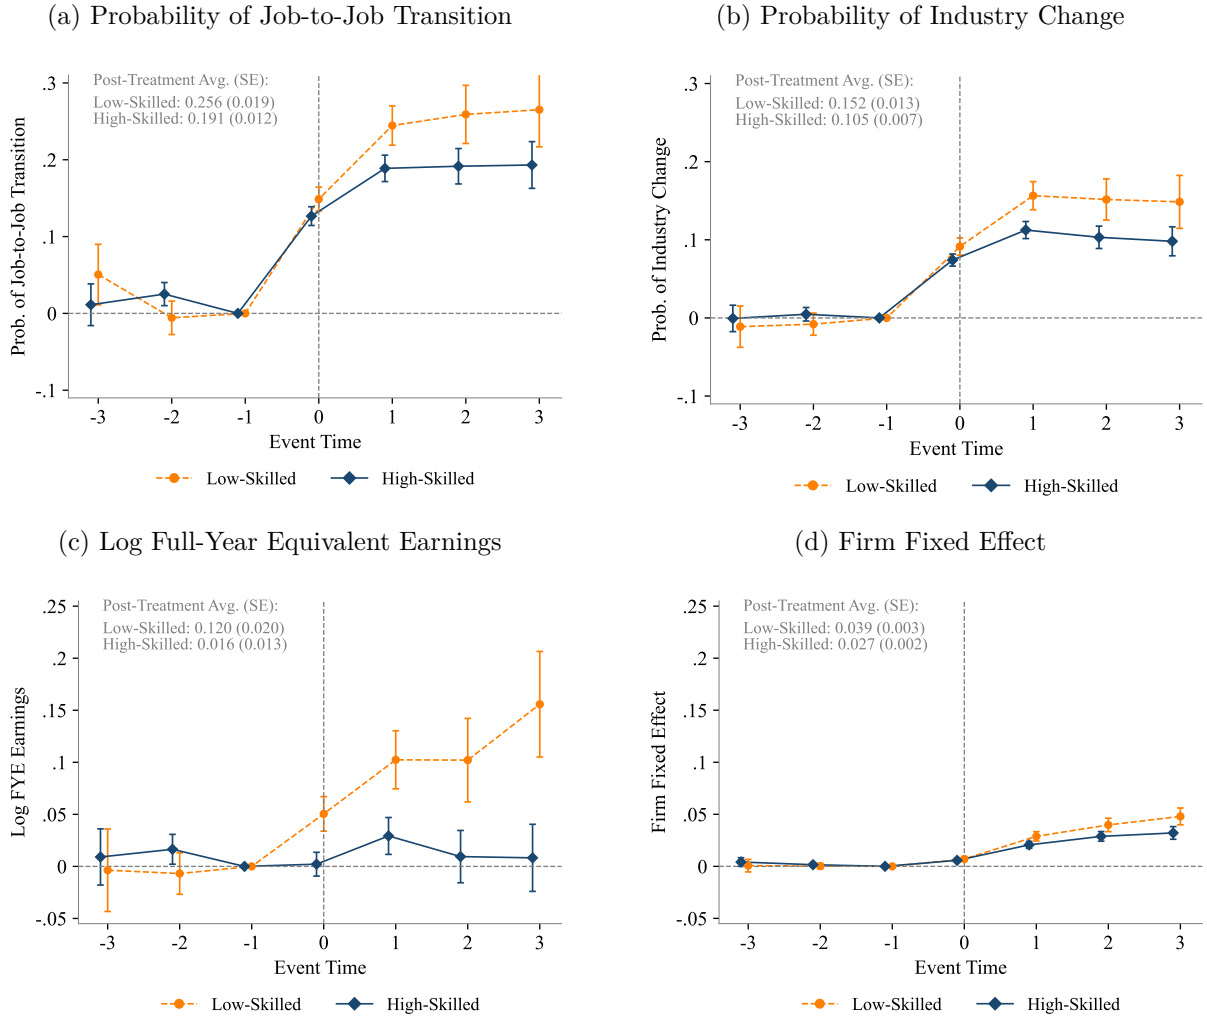 (a) Probability of Job-to-Job Transition
Post-Treatment Avg. (SE):
Low-Skilled: 0.256 (0.019)
High-Skilled: 0.191 (0.012)
Prob. of Job-to-Job Transition
.3
.2
.1
0
-.1
-3 -2 -1 0 1 2 3
Event Time
Low-Skilled High-Skilled
(b) Probability of Industry Change
Post-Treatment Avg. (SE):
Low-Skilled: 0.152 (0.013)
High-Skilled: 0.105 (0.007)
Prob. of Industry Change
.3
.2
.1
0
-.1
-3 -2 -1 0 1 2 3
Event Time
Low-Skilled High-Skilled
(c) Log Full-Year Equivalent Earnings
Post-Treatment Avg. (SE):
Low-Skilled: 0.120 (0.020)
High-Skilled: 0.016 (0.013)
Log FYE Earnings
.25
.2
.15
.1
.05
0
-.05
-3 -2 -1 0 1 2 3
Event Time
Low-Skilled High-Skilled
(d) Firm Fixed Effect
Post-Treatment Avg. (SE):
Low-Skilled: 0.039 (0.003)
High-Skilled: 0.027 (0.002)
Firm Fixed Effect
.25
.2
.15
.1
.05
0
-.05
-3 -2 -1 0 1 2 3
Event Time
Low-Skilled High-Skilled